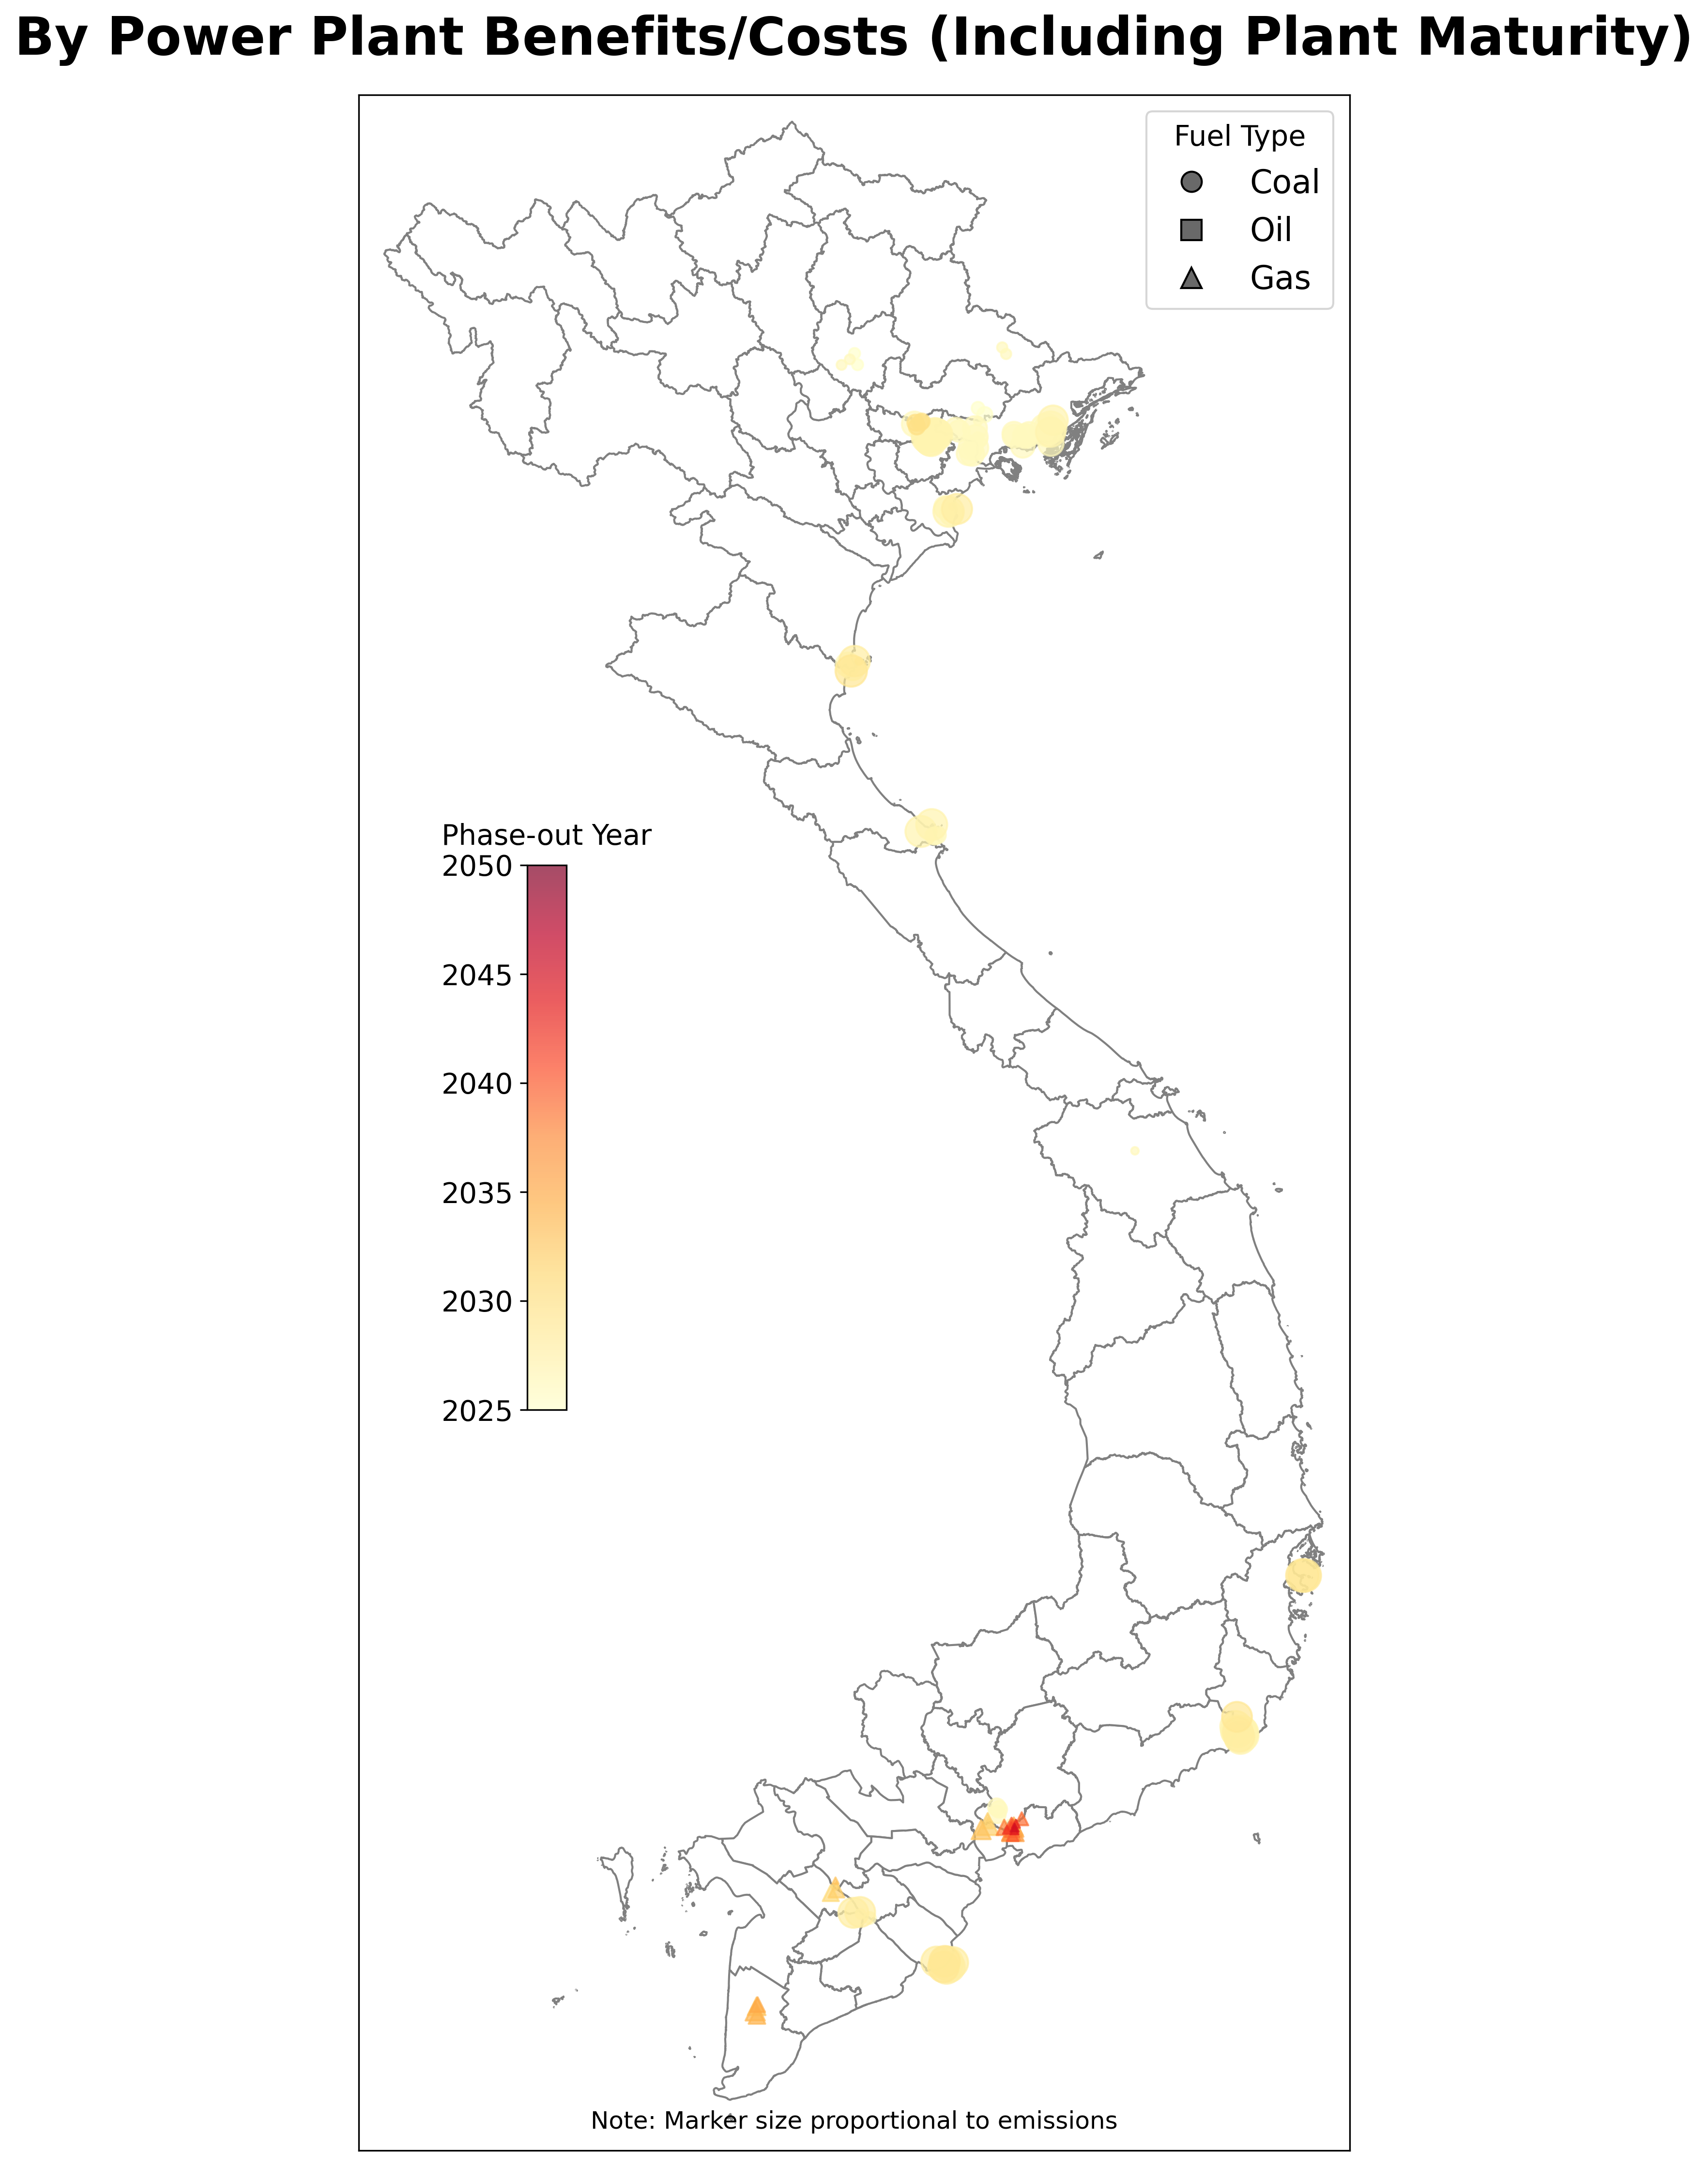 By Power Plant Benefits/Costs (Including Plant Maturity)
Fuel Type
Coal
Oil
Gas
Phase-out Year
2050
2045
2040
2035
2030
2025
Note: Marker size proportional to emissions